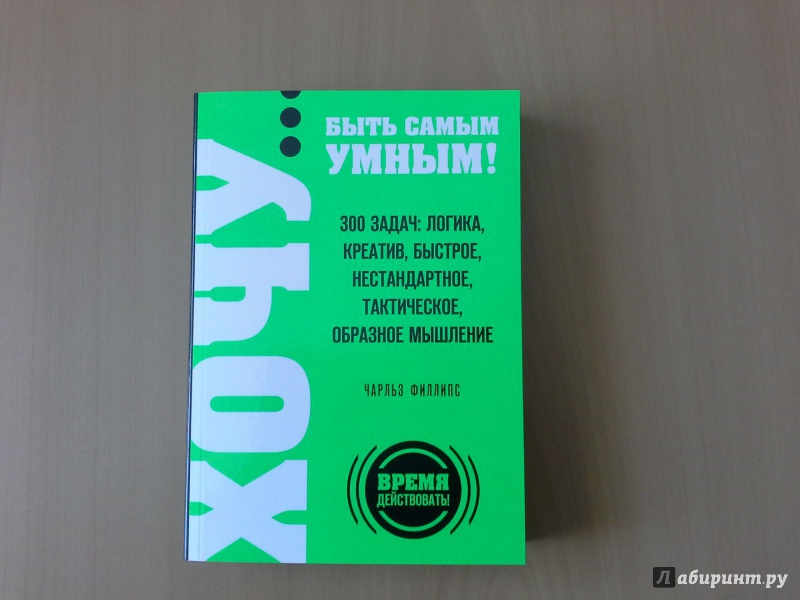 ХОЧУ...
БЫТЬ САМЫМ
УМНЫМ!
300 ЗАДАЧ: ЛОГИКА,
КРЕАТИВ, БЫСТРОЕ,
НЕСТАНДАРТНОЕ,
ТАКТИЧЕСКОЕ,
ОБРАЗНОЕ МЫШЛЕНИЕ
ЧАРЛЬЗ ФИЛЛИПС
ВРЕМЯ
ДЕЙСТВОВАТЬ!
Лабиринт.ру